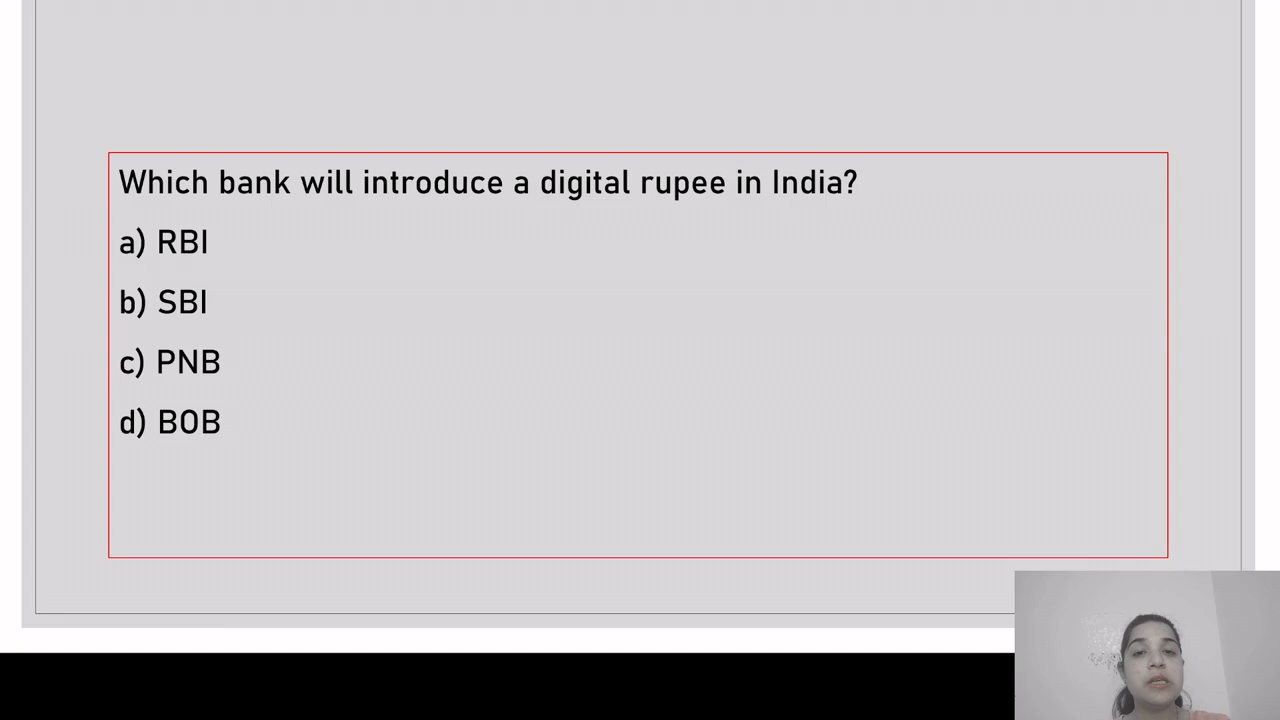 Which bank will introduce a digital rupee in India?
a) RBI
b) SBI
c) PNB
d) BOB